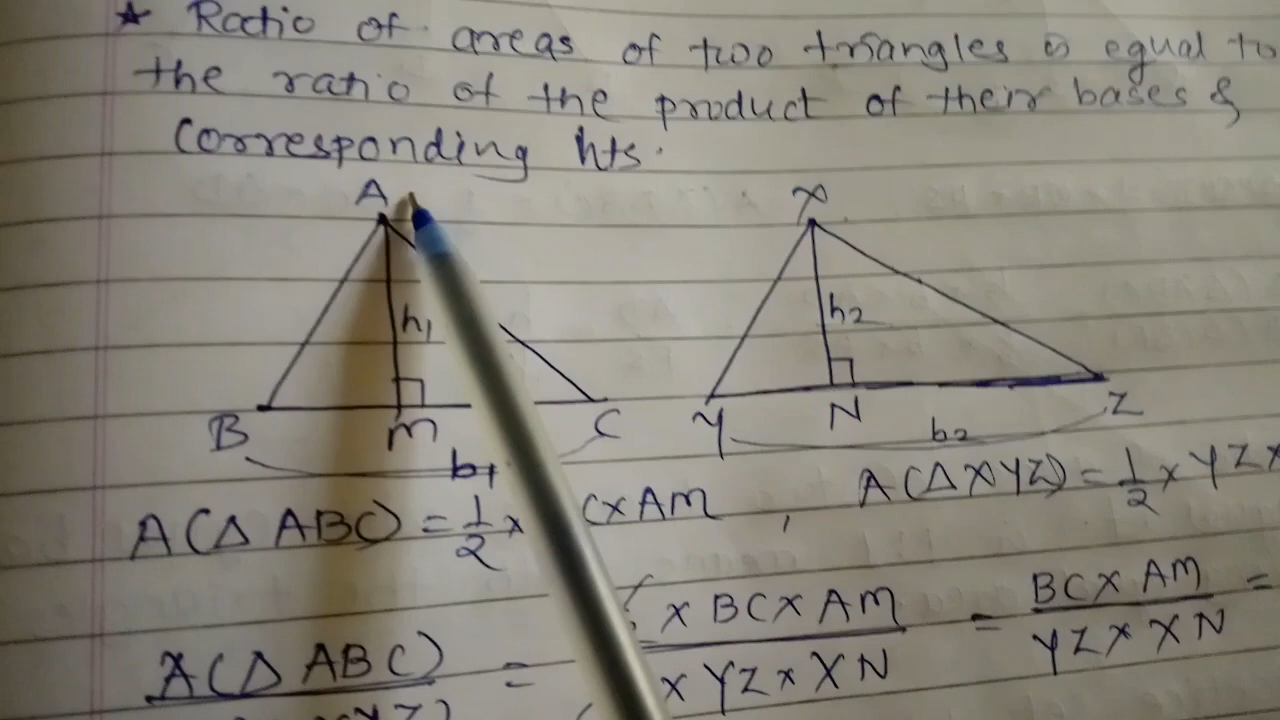 ★ Ratio of areas of two triangles is equal to
the ratio of the product of their bases &
Corresponding hts.
A X
h1 h2
B M C Y N Z
b1 b2
A(△ ABC) = 1/2 × C × AM , A(△XYZ) = 1/2 × YZ ×
A(△ ABC) = × BC × AM / × YZ × XN = BC × AM / YZ × XN =